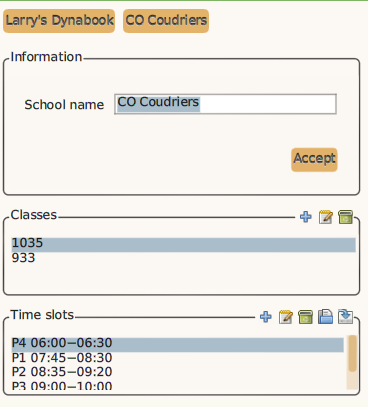 Larry's Dynabook CO Coudriers
Information
School name CO Coudriers
Accept
Classes
1035
933
Time slots
P4 06:00−06:30
P1 07:45−08:30
P2 08:35−09:20
P3 09:00−10:00